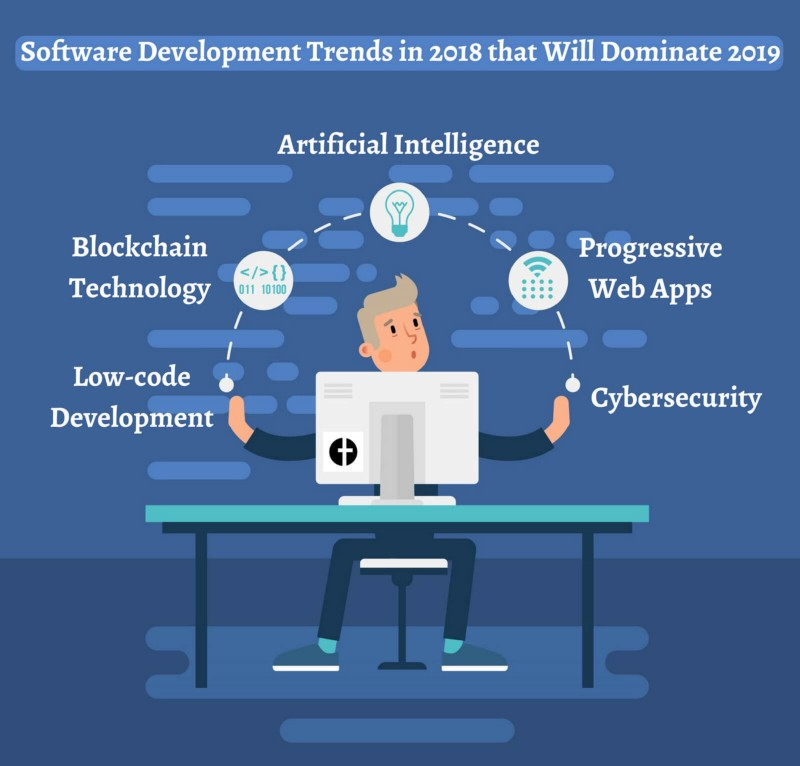 Software Development Trends in 2018 that Will Dominate 2019
Artificial Intelligence
Blockchain
Technology
Progressive
Web Apps
</> {}
011 10100
Low-code
Development
Cybersecurity